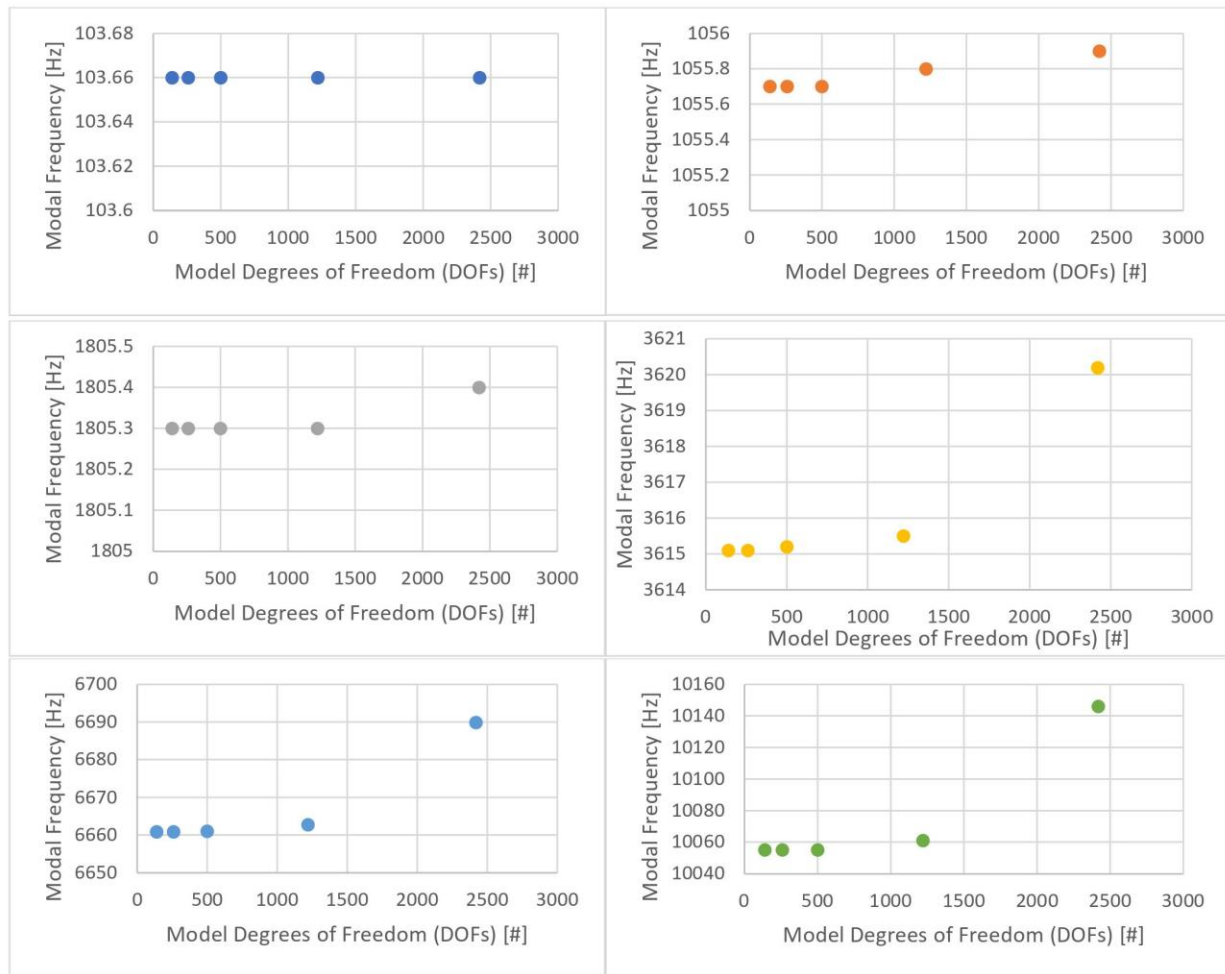 Modal Frequency [Hz]
103.68
103.66
103.64
103.62
103.6
0 500 1000 1500 2000 2500 3000
Model Degrees of Freedom (DOFs) [#]
Modal Frequency [Hz]
1056
1055.8
1055.6
1055.4
1055.2
1055
0 500 1000 1500 2000 2500 3000
Model Degrees of Freedom (DOFs) [#]
Modal Frequency [Hz]
1805.5
1805.4
1805.3
1805.2
1805.1
1805
0 500 1000 1500 2000 2500 3000
Model Degrees of Freedom (DOFs) [#]
Modal Frequency [Hz]
3621
3620
3619
3618
3617
3616
3615
3614
0 500 1000 1500 2000 2500 3000
Model Degrees of Freedom (DOFs) [#]
Modal Frequency [Hz]
6700
6690
6680
6670
6660
6650
0 500 1000 1500 2000 2500 3000
Model Degrees of Freedom (DOFs) [#]
Modal Frequency [Hz]
10160
10140
10120
10100
10080
10060
10040
0 500 1000 1500 2000 2500 3000
Model Degrees of Freedom (DOFs) [#]